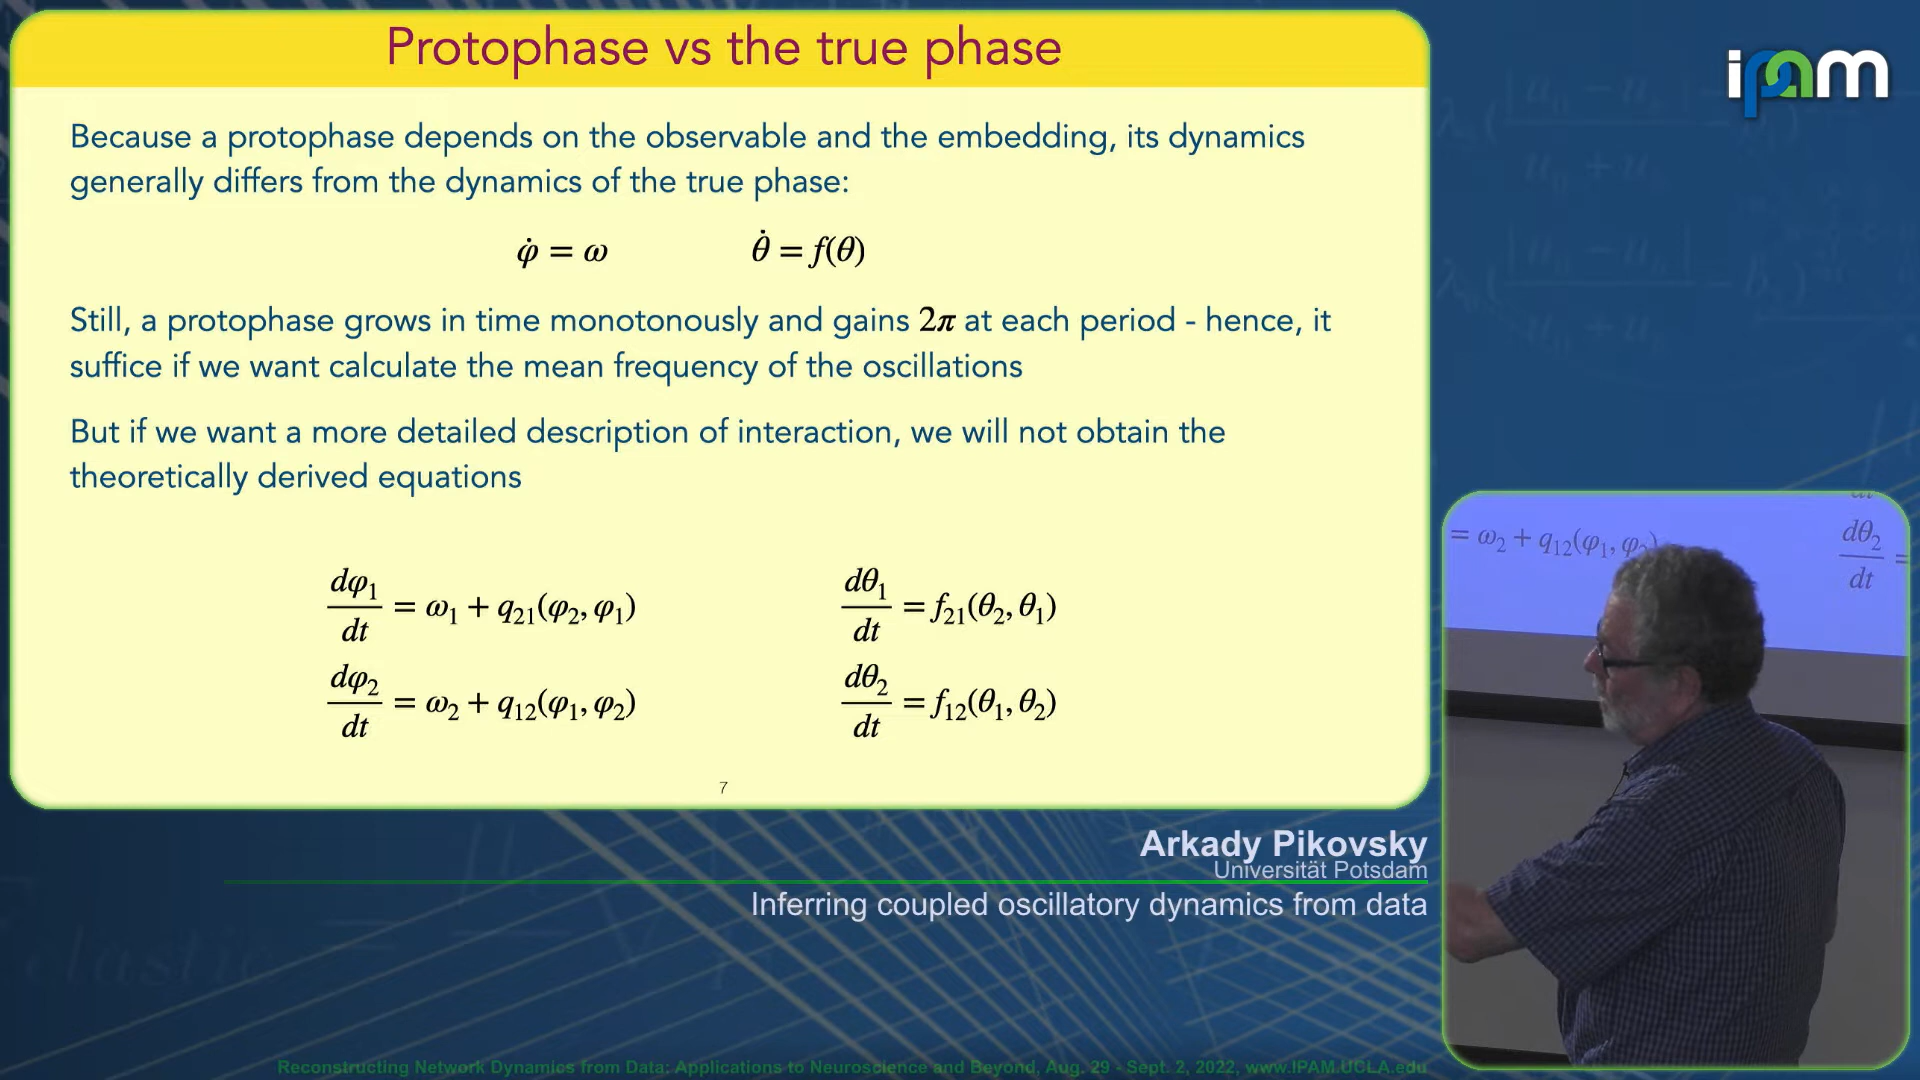 Protophase vs the true phase
ipam
Because a protophase depends on the observable and the embedding, its dynamics
generally differs from the dynamics of the true phase:
φ̇ = ω    θ̇ = f(θ)
Still, a protophase grows in time monotonously and gains 2π at each period - hence, it
suffice if we want calculate the mean frequency of the oscillations
But if we want a more detailed description of interaction, we will not obtain the
theoretically derived equations
dφ₁/dt = ω₁ + q₂₁(φ₂, φ₁)    dθ₁/dt = f₂₁(θ₂, θ₁)
dφ₂/dt = ω₂ + q₁₂(φ₁, φ₂)    dθ₂/dt = f₁₂(θ₁, θ₂)
7
= ω₂ + q₁₂(φ₁, φ₂)    dθ₂/dt =
Arkady Pikovsky
Universität Potsdam
Inferring coupled oscillatory dynamics from data
Reconstructing Network Dynamics from Data: Applications to Neuroscience and Beyond, Aug. 29 - Sept. 2, 2022, www.IPAM.UCLA.edu